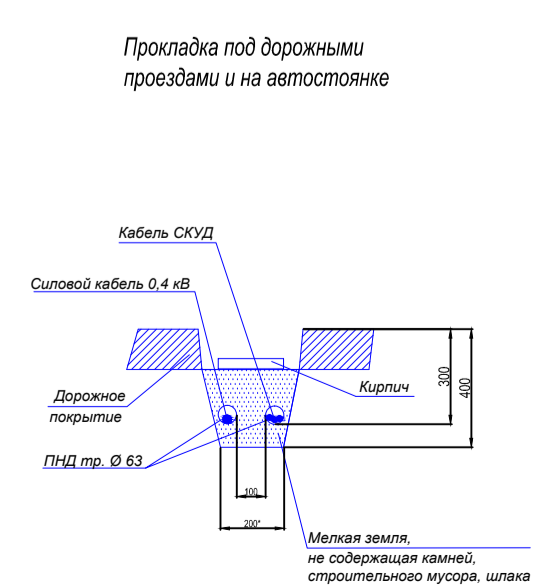 Прокладка под дорожными
проездами и на автостоянке
Кабель СКУД
Силовой кабель 0,4 кВ
Дорожное
покрытие
Кирпич
300
400
ПНД тр. Ø 63
100
200*
Мелкая земля,
не содержащая камней,
строительного мусора, шлака